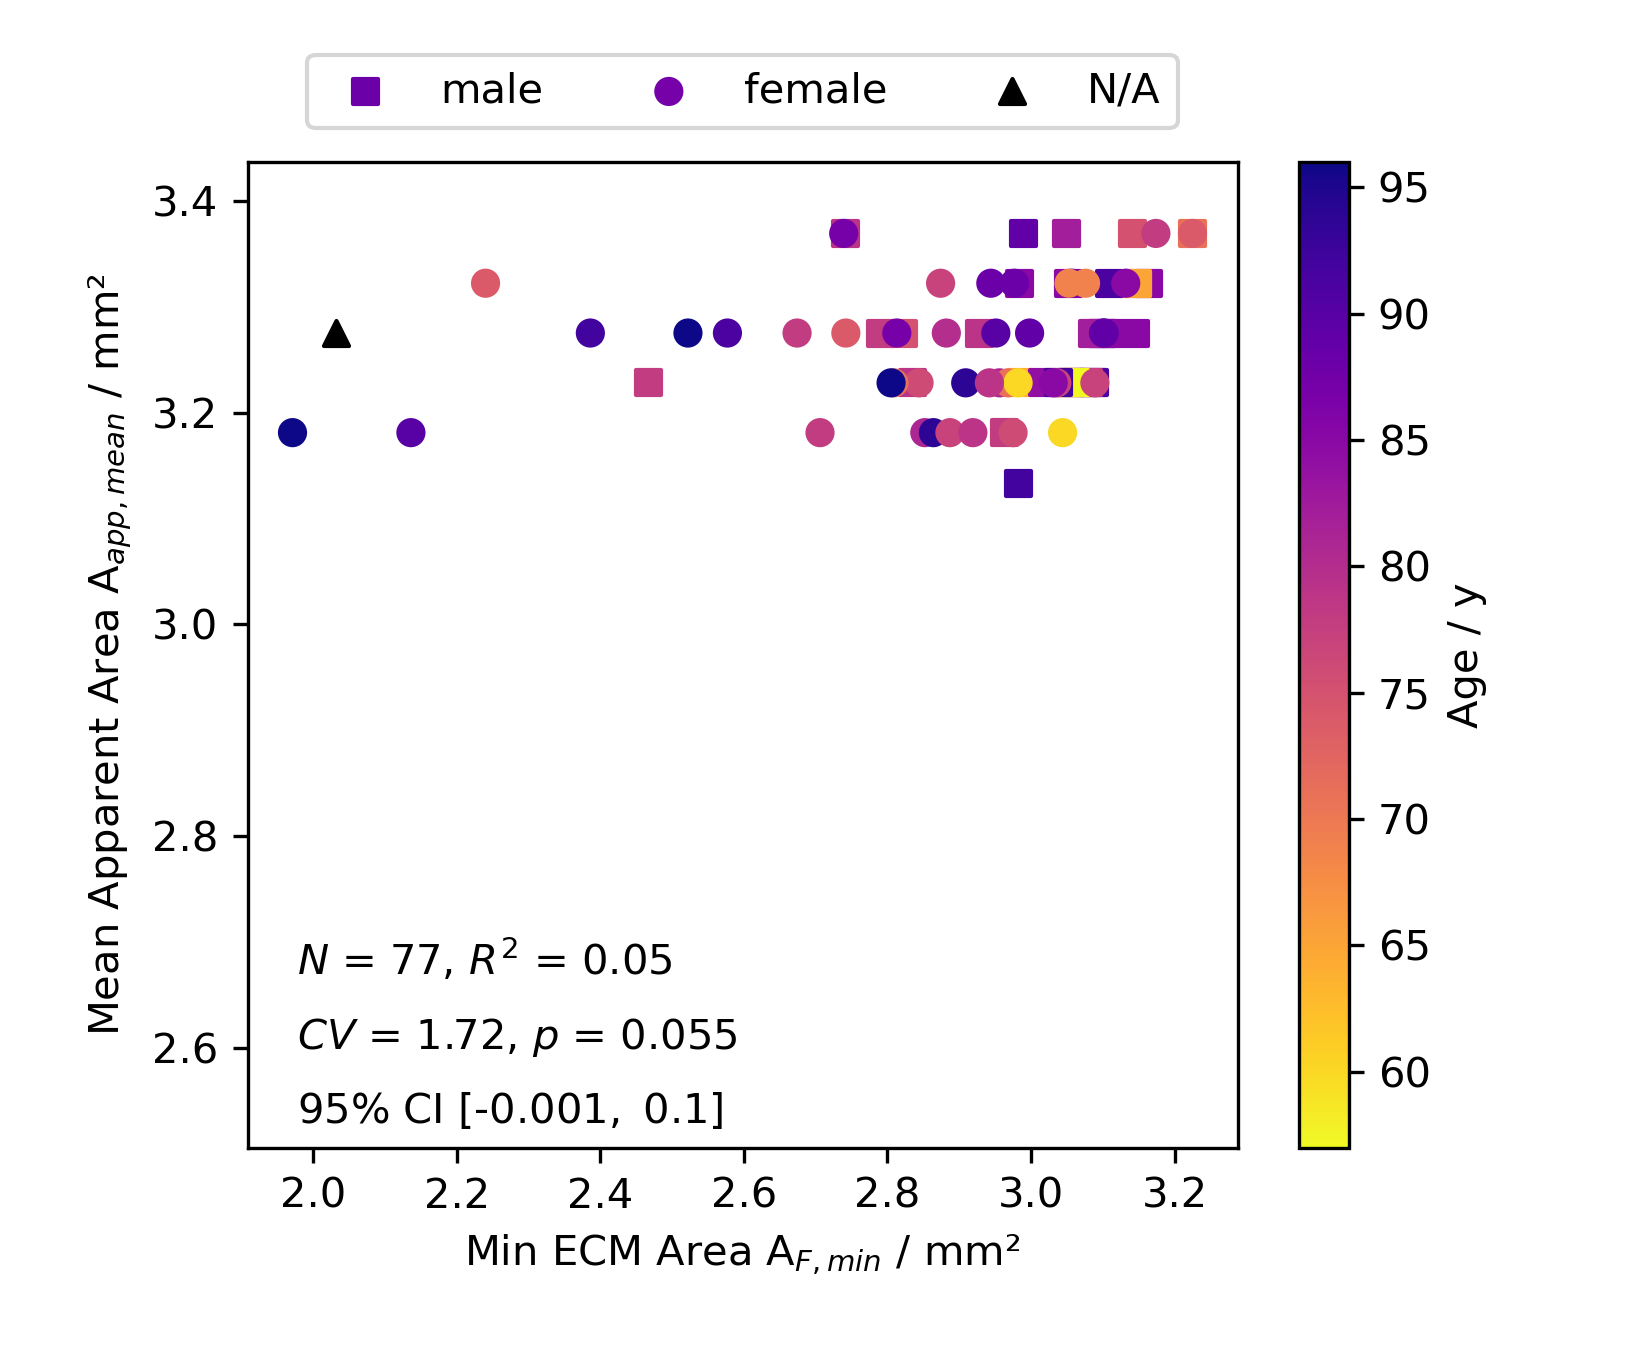 male female N/A
Mean Apparent Area A_{app, mean} / mm²
3.4
3.2
3.0
2.8
2.6
N = 77, R² = 0.05
CV = 1.72, p = 0.055
95% CI [-0.001, 0.1]
2.0 2.2 2.4 2.6 2.8 3.0 3.2
Min ECM Area A_{F, min} / mm²
95
90
85
80
75
70
65
60
Age / y